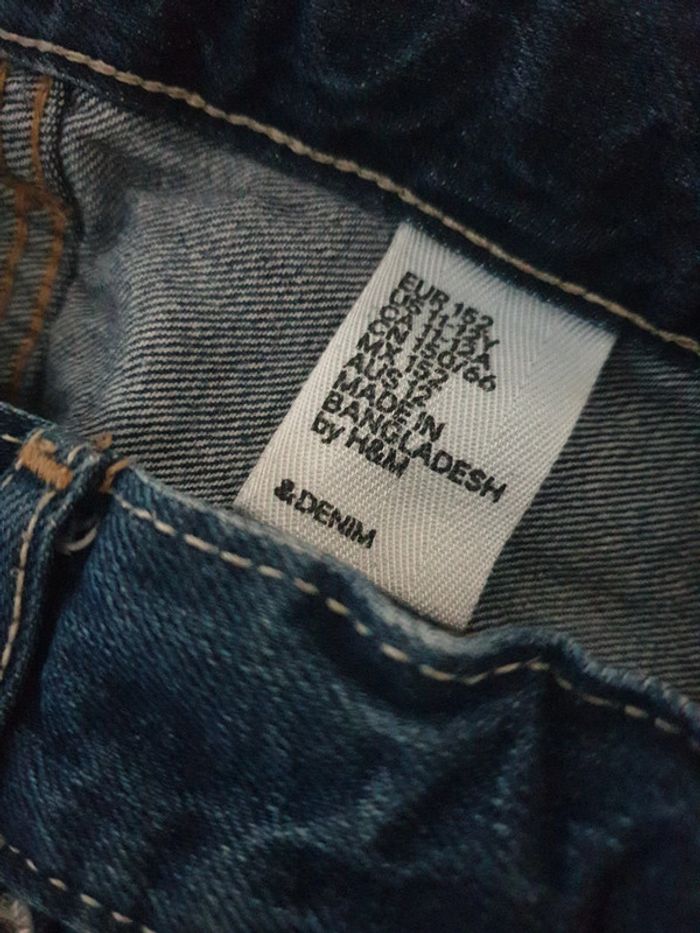 EUR 152
US 11-12Y
CA 11-12A
CN 150/66
MX 152
AUS 12
MADE IN
BANGLADESH
by H&M
&DENIM